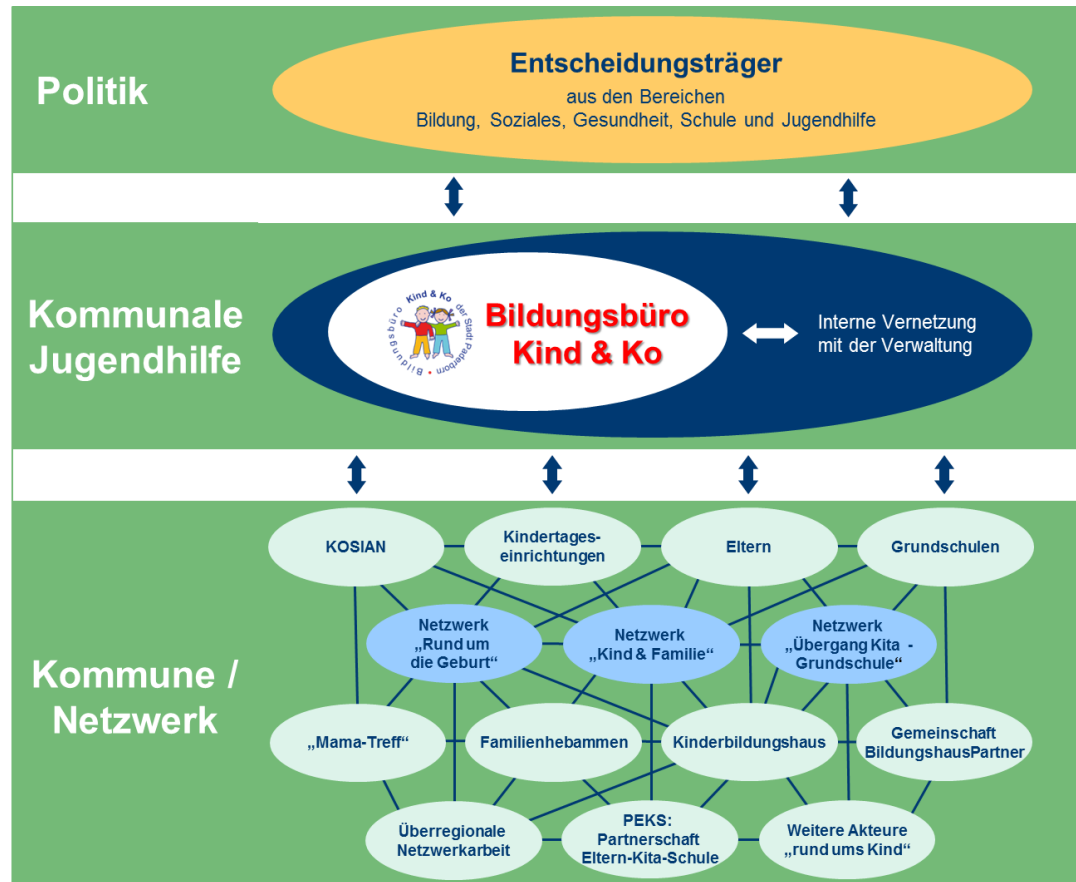 Politik
Entscheidungsträger
aus den Bereichen
Bildung, Soziales, Gesundheit, Schule und Jugendhilfe
Kommunale
Jugendhilfe
Bildungsbüro Kind & Ko der Stadt Paderborn •
Bildungsbüro
Kind & Ko
Interne Vernetzung
mit der Verwaltung
Kommune /
Netzwerk
KOSIAN
Kindertages-
einrichtungen
Eltern
Grundschulen
Netzwerk
„Rund um
die Geburt“
Netzwerk
„Kind & Familie“
Netzwerk
„Übergang Kita -
Grundschule“
„Mama-Treff“
Familienhebammen
Kinderbildungshaus
Gemeinschaft
BildungshausPartner
Überregionale
Netzwerkarbeit
PEKS:
Partnerschaft
Eltern-Kita-Schule
Weitere Akteure
„rund ums Kind“